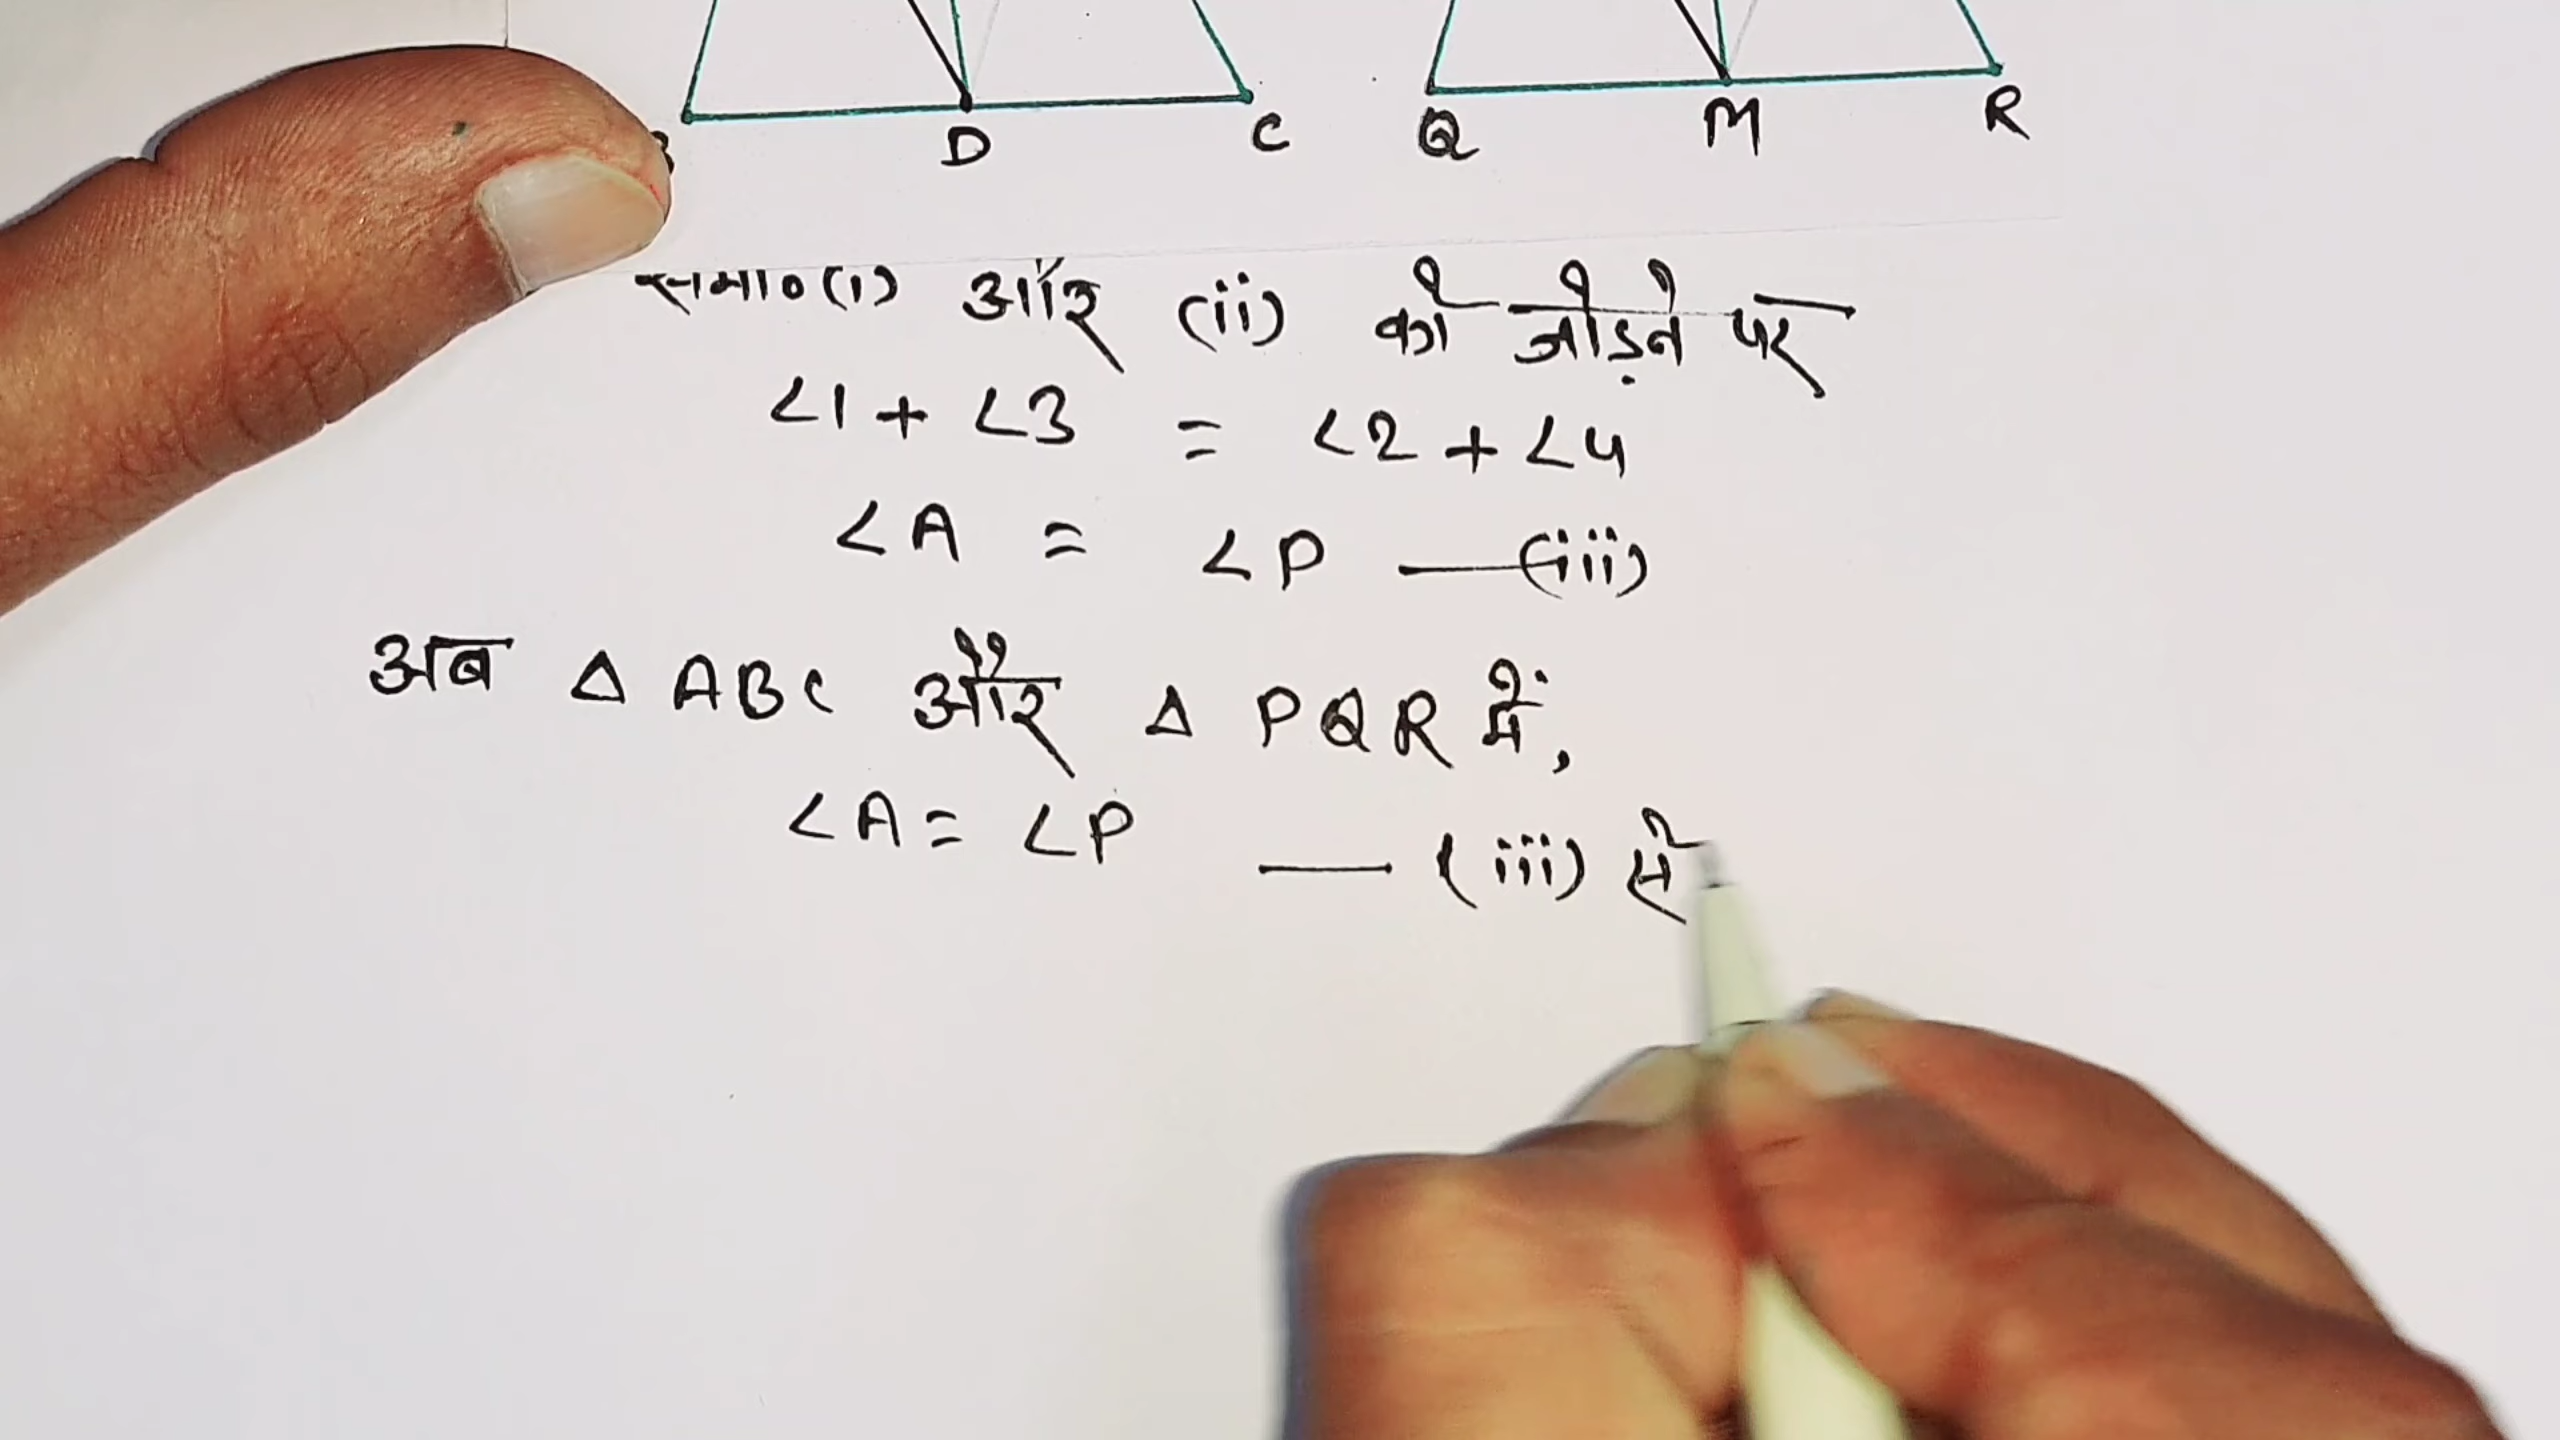 D C Q M R
समी० (i) और (ii) को जोड़ने पर
∠1 + ∠3 = ∠2 + ∠4
∠A = ∠P —(iii)
अब Δ ABC और Δ PQR में,
∠A = ∠P — (iii) से